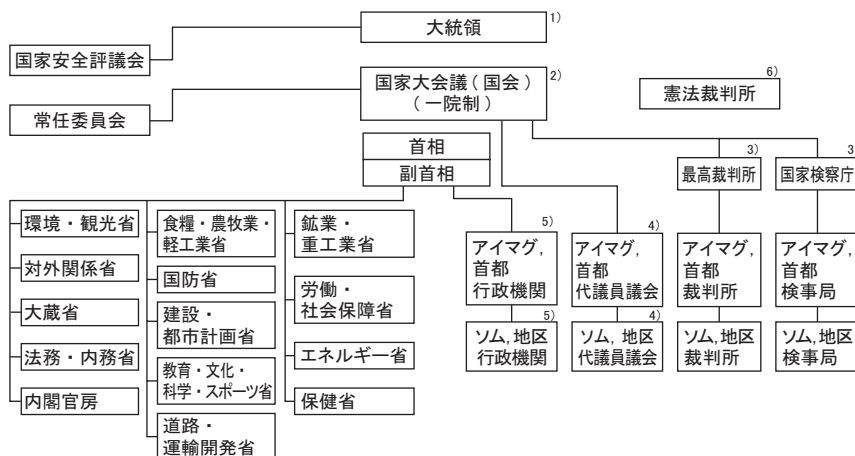 大統領
1)
国家安全評議会
国家大会議(国会)
(一院制)
2)
憲法裁判所
6)
常任委員会
首相
副首相
最高裁判所
3)
国家検察庁
3
環境・観光省
対外関係省
大蔵省
法務・内務省
内閣官房
食糧・農牧業・
軽工業省
国防省
建設・
都市計画省
教育・文化・
科学・スポーツ省
道路・
運輸開発省
鉱業・
重工業省
労働・
社会保障省
エネルギー省
保健省
5)
アイマグ,
首都
行政機関
5)
ソム,地区
行政機関
4)
アイマグ,
首都
代議員議会
4)
ソム, 地区
代議員議会
アイマグ,
首都
裁判所
ソム,地区
裁判所
アイマグ,
首都
検事局
ソム,地区
検事局